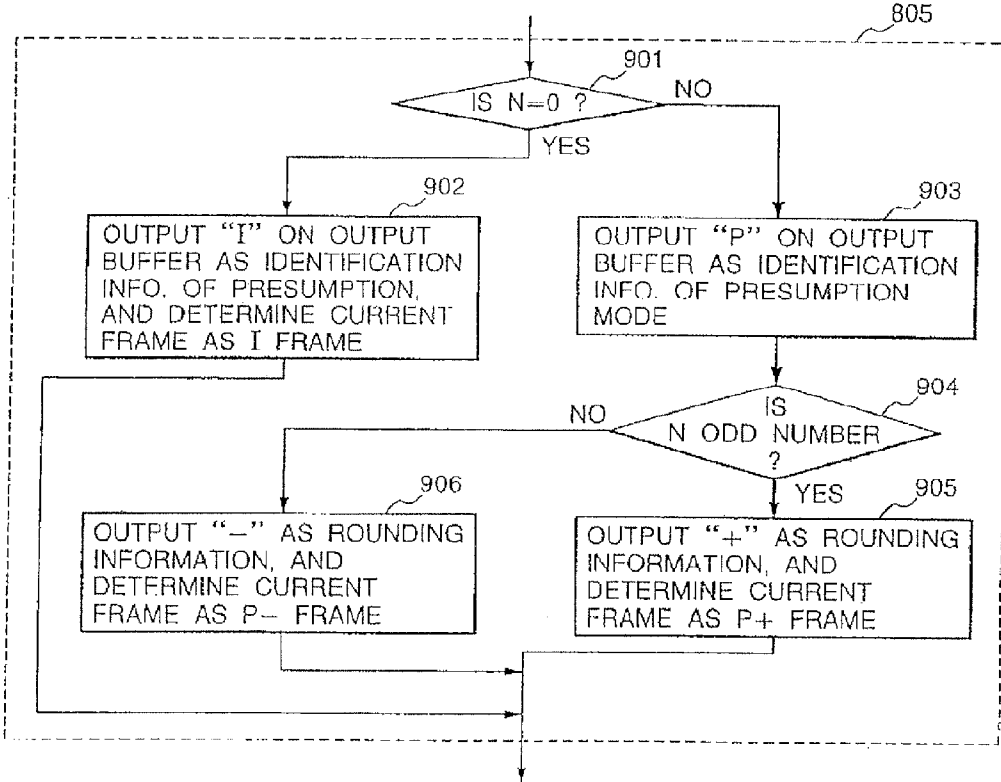 805
901
IS N=0 ?
NO
YES
902
OUTPUT “I” ON OUTPUT
BUFFER AS IDENTIFICATION
INFO. OF PRESUMPTION,
AND DETERMINE CURRENT
FRAME AS I FRAME
903
OUTPUT “P” ON OUTPUT
BUFFER AS IDENTIFICATION
INFO. OF PRESUMPTION
MODE
904
IS
N ODD NUMBER
?
NO
YES
906
OUTPUT “−” AS ROUNDING
INFORMATION, AND
DETERMINE CURRENT
FRAME AS P− FRAME
905
OUTPUT “+” AS ROUNDING
INFORMATION, AND
DETERMINE CURRENT
FRAME AS P+ FRAME